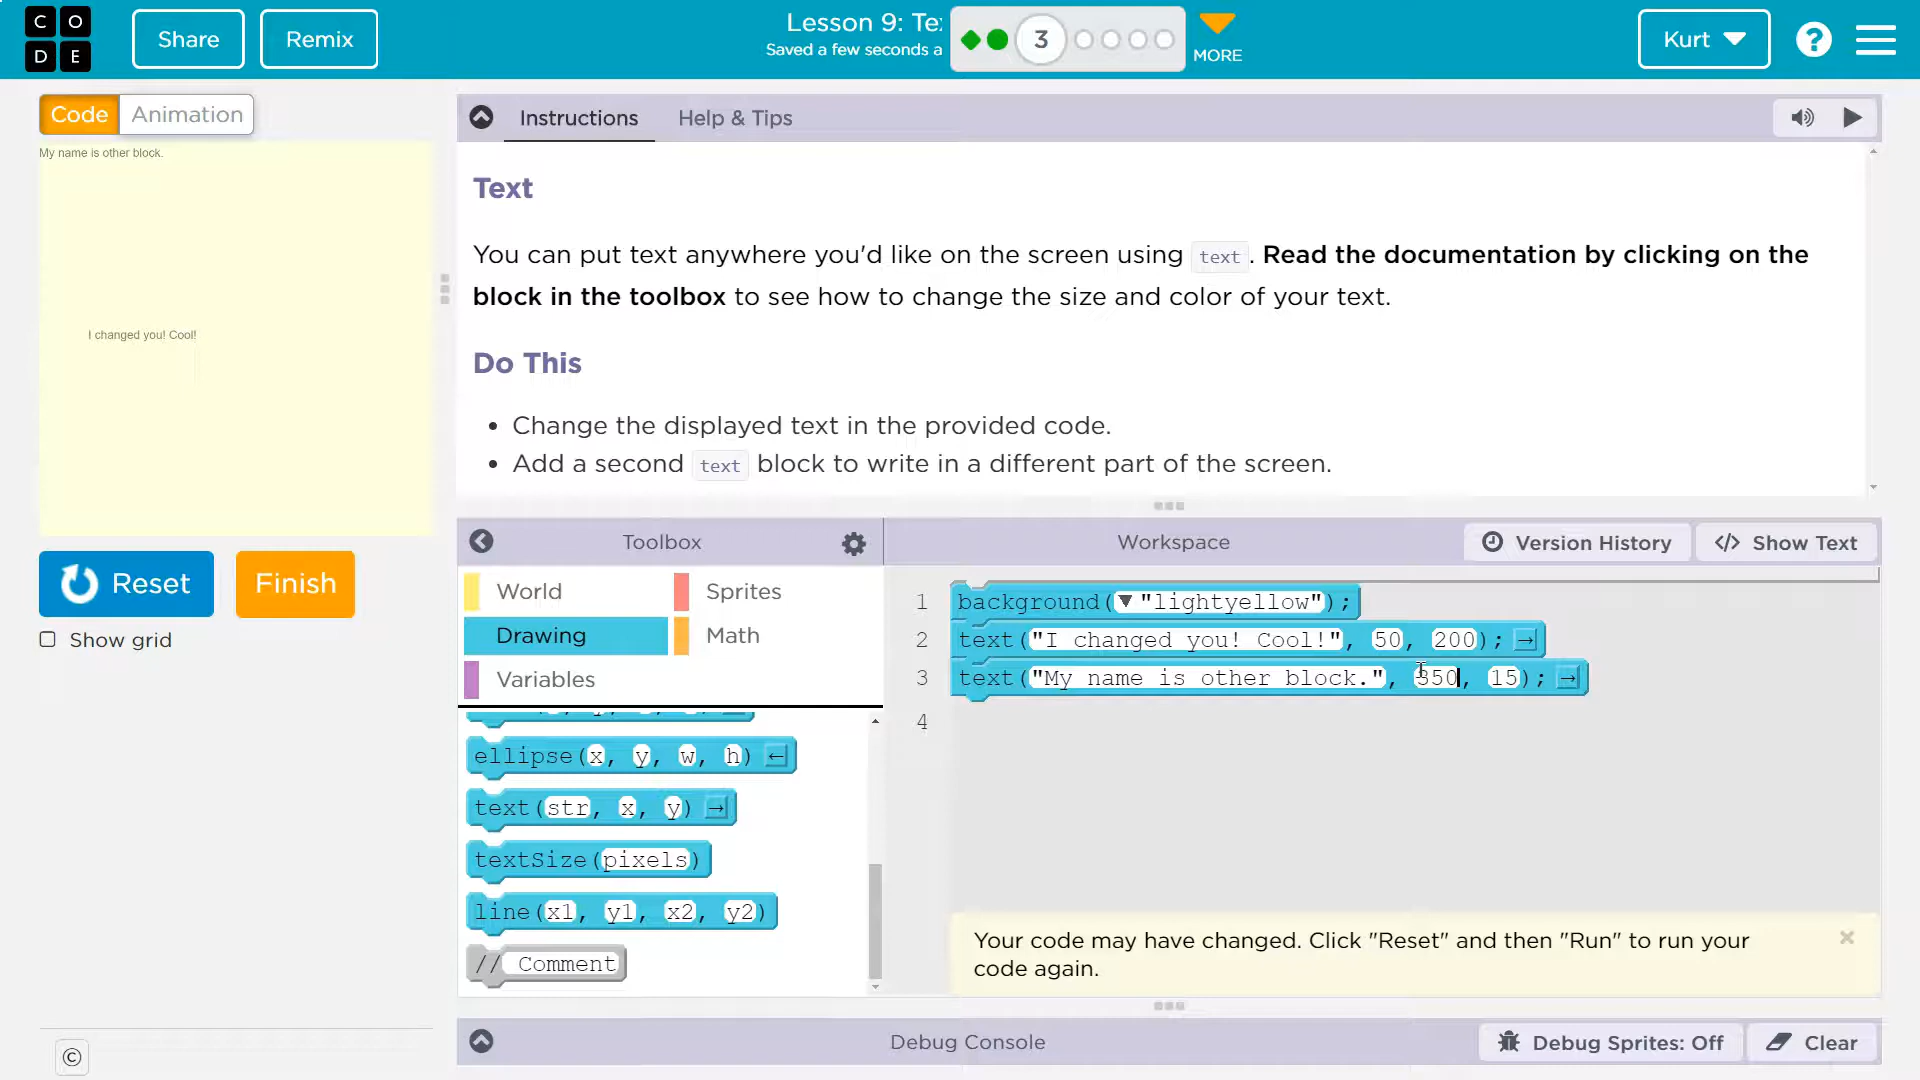 CODE
Share
Remix
Lesson 9: Te
Saved a few seconds a
3
MORE
Kurt
?
Code
Animation
My name is other block.
I changed you! Cool!
Reset
Finish
Show grid
©
Instructions
Help & Tips
Text
You can put text anywhere you'd like on the screen using text. Read the documentation by clicking on the
block in the toolbox to see how to change the size and color of your text.
Do This
• Change the displayed text in the provided code.
• Add a second text block to write in a different part of the screen.
Toolbox
Workspace
Version History
</> Show Text
World
Sprites
Drawing
Math
Variables
ellipse(x, y, w, h) ←
text(str, x, y) →
textSize(pixels)
line(x1, y1, x2, y2)
// Comment
1 background(▼ "lightyellow");
2 text("I changed you! Cool!", 50, 200); →
3 text("My name is other block.", 350, 15); →
4
Your code may have changed. Click "Reset" and then "Run" to run your
code again.
×
Debug Console
Debug Sprites: Off
Clear